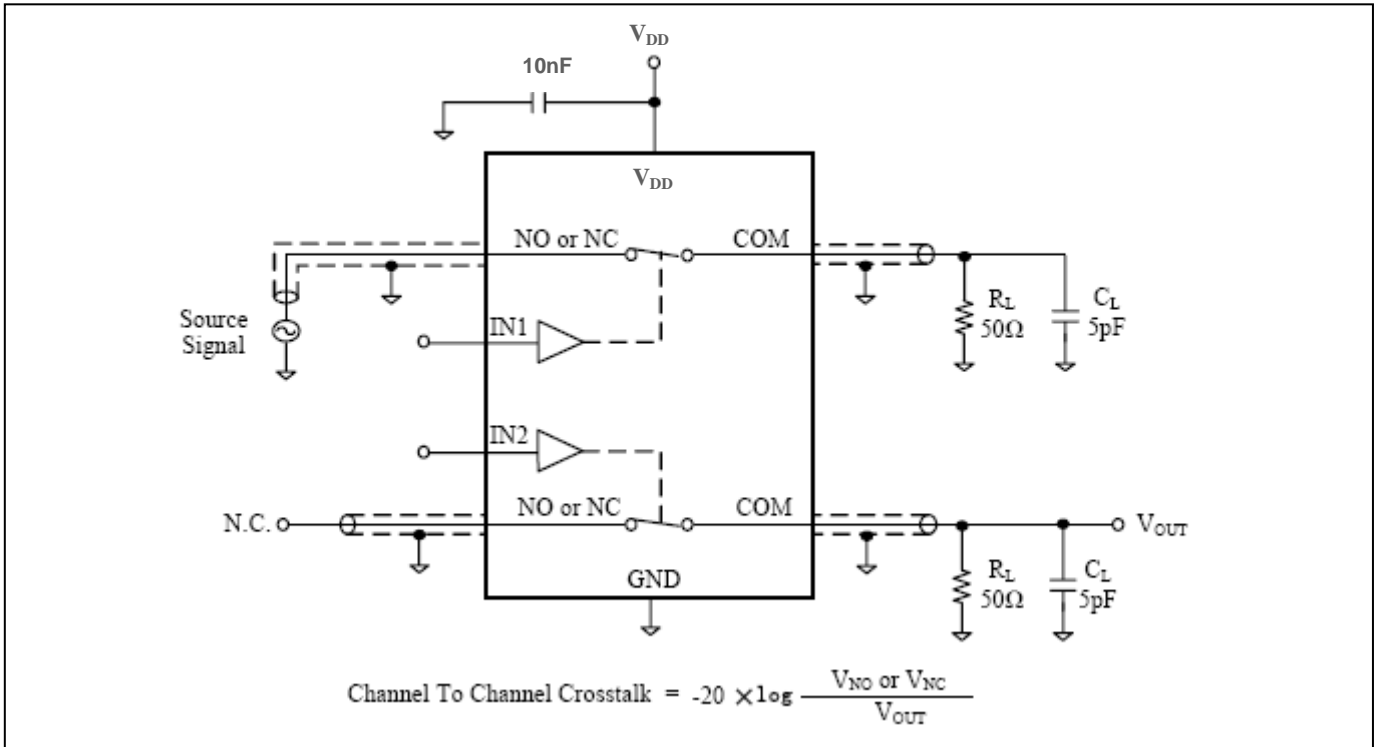 VDD
10nF
VDD
NO or NC
COM
Source
Signal
IN1
RL
50Ω
CL
5pF
IN2
N.C.
NO or NC
COM
VOUT
GND
RL
50Ω
CL
5pF
Channel To Channel Crosstalk = -20 ×log VNO or VNC
VOUT